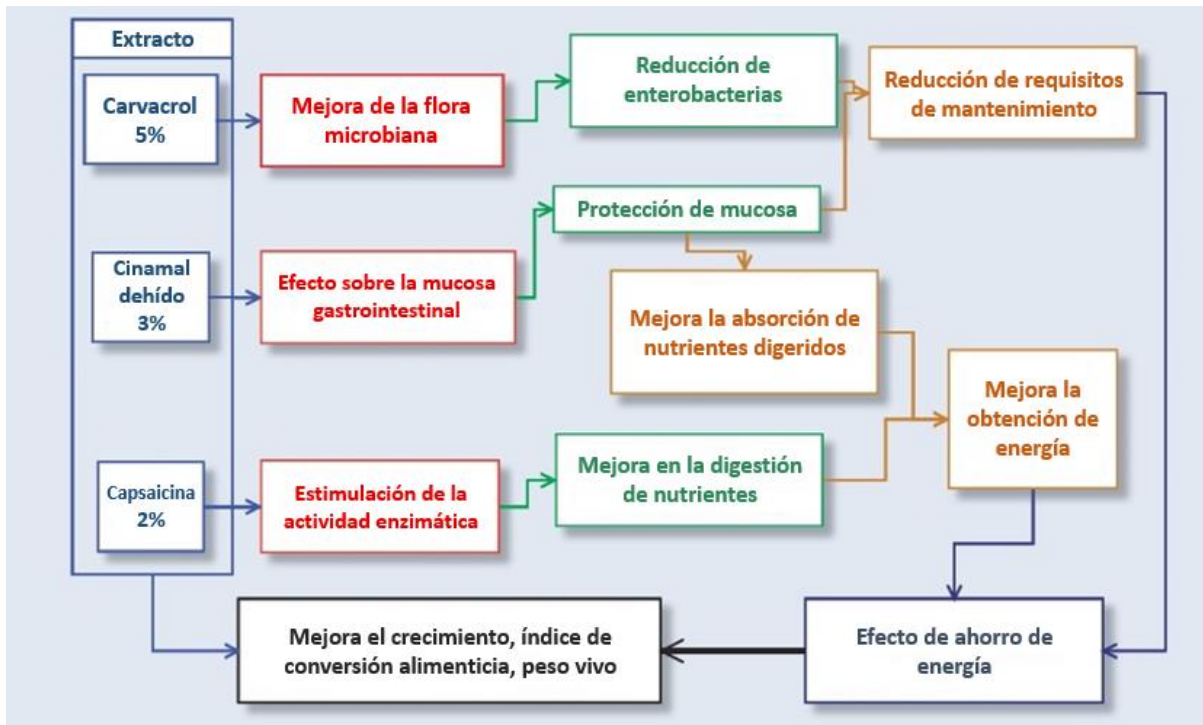 Extracto
Carvacrol
5%
Mejora de la flora
microbiana
Reducción de
enterobacterias
Reducción de requisitos
de mantenimiento
Cinamal
dehído
3%
Efecto sobre la mucosa
gastrointestinal
Protección de mucosa
Mejora la absorción de
nutrientes digeridos
Mejora la
obtención de
energía
Capsaicina
2%
Estimulación de la
actividad enzimática
Mejora en la digestión
de nutrientes
Mejora el crecimiento, índice de
conversión alimenticia, peso vivo
Efecto de ahorro de
energía